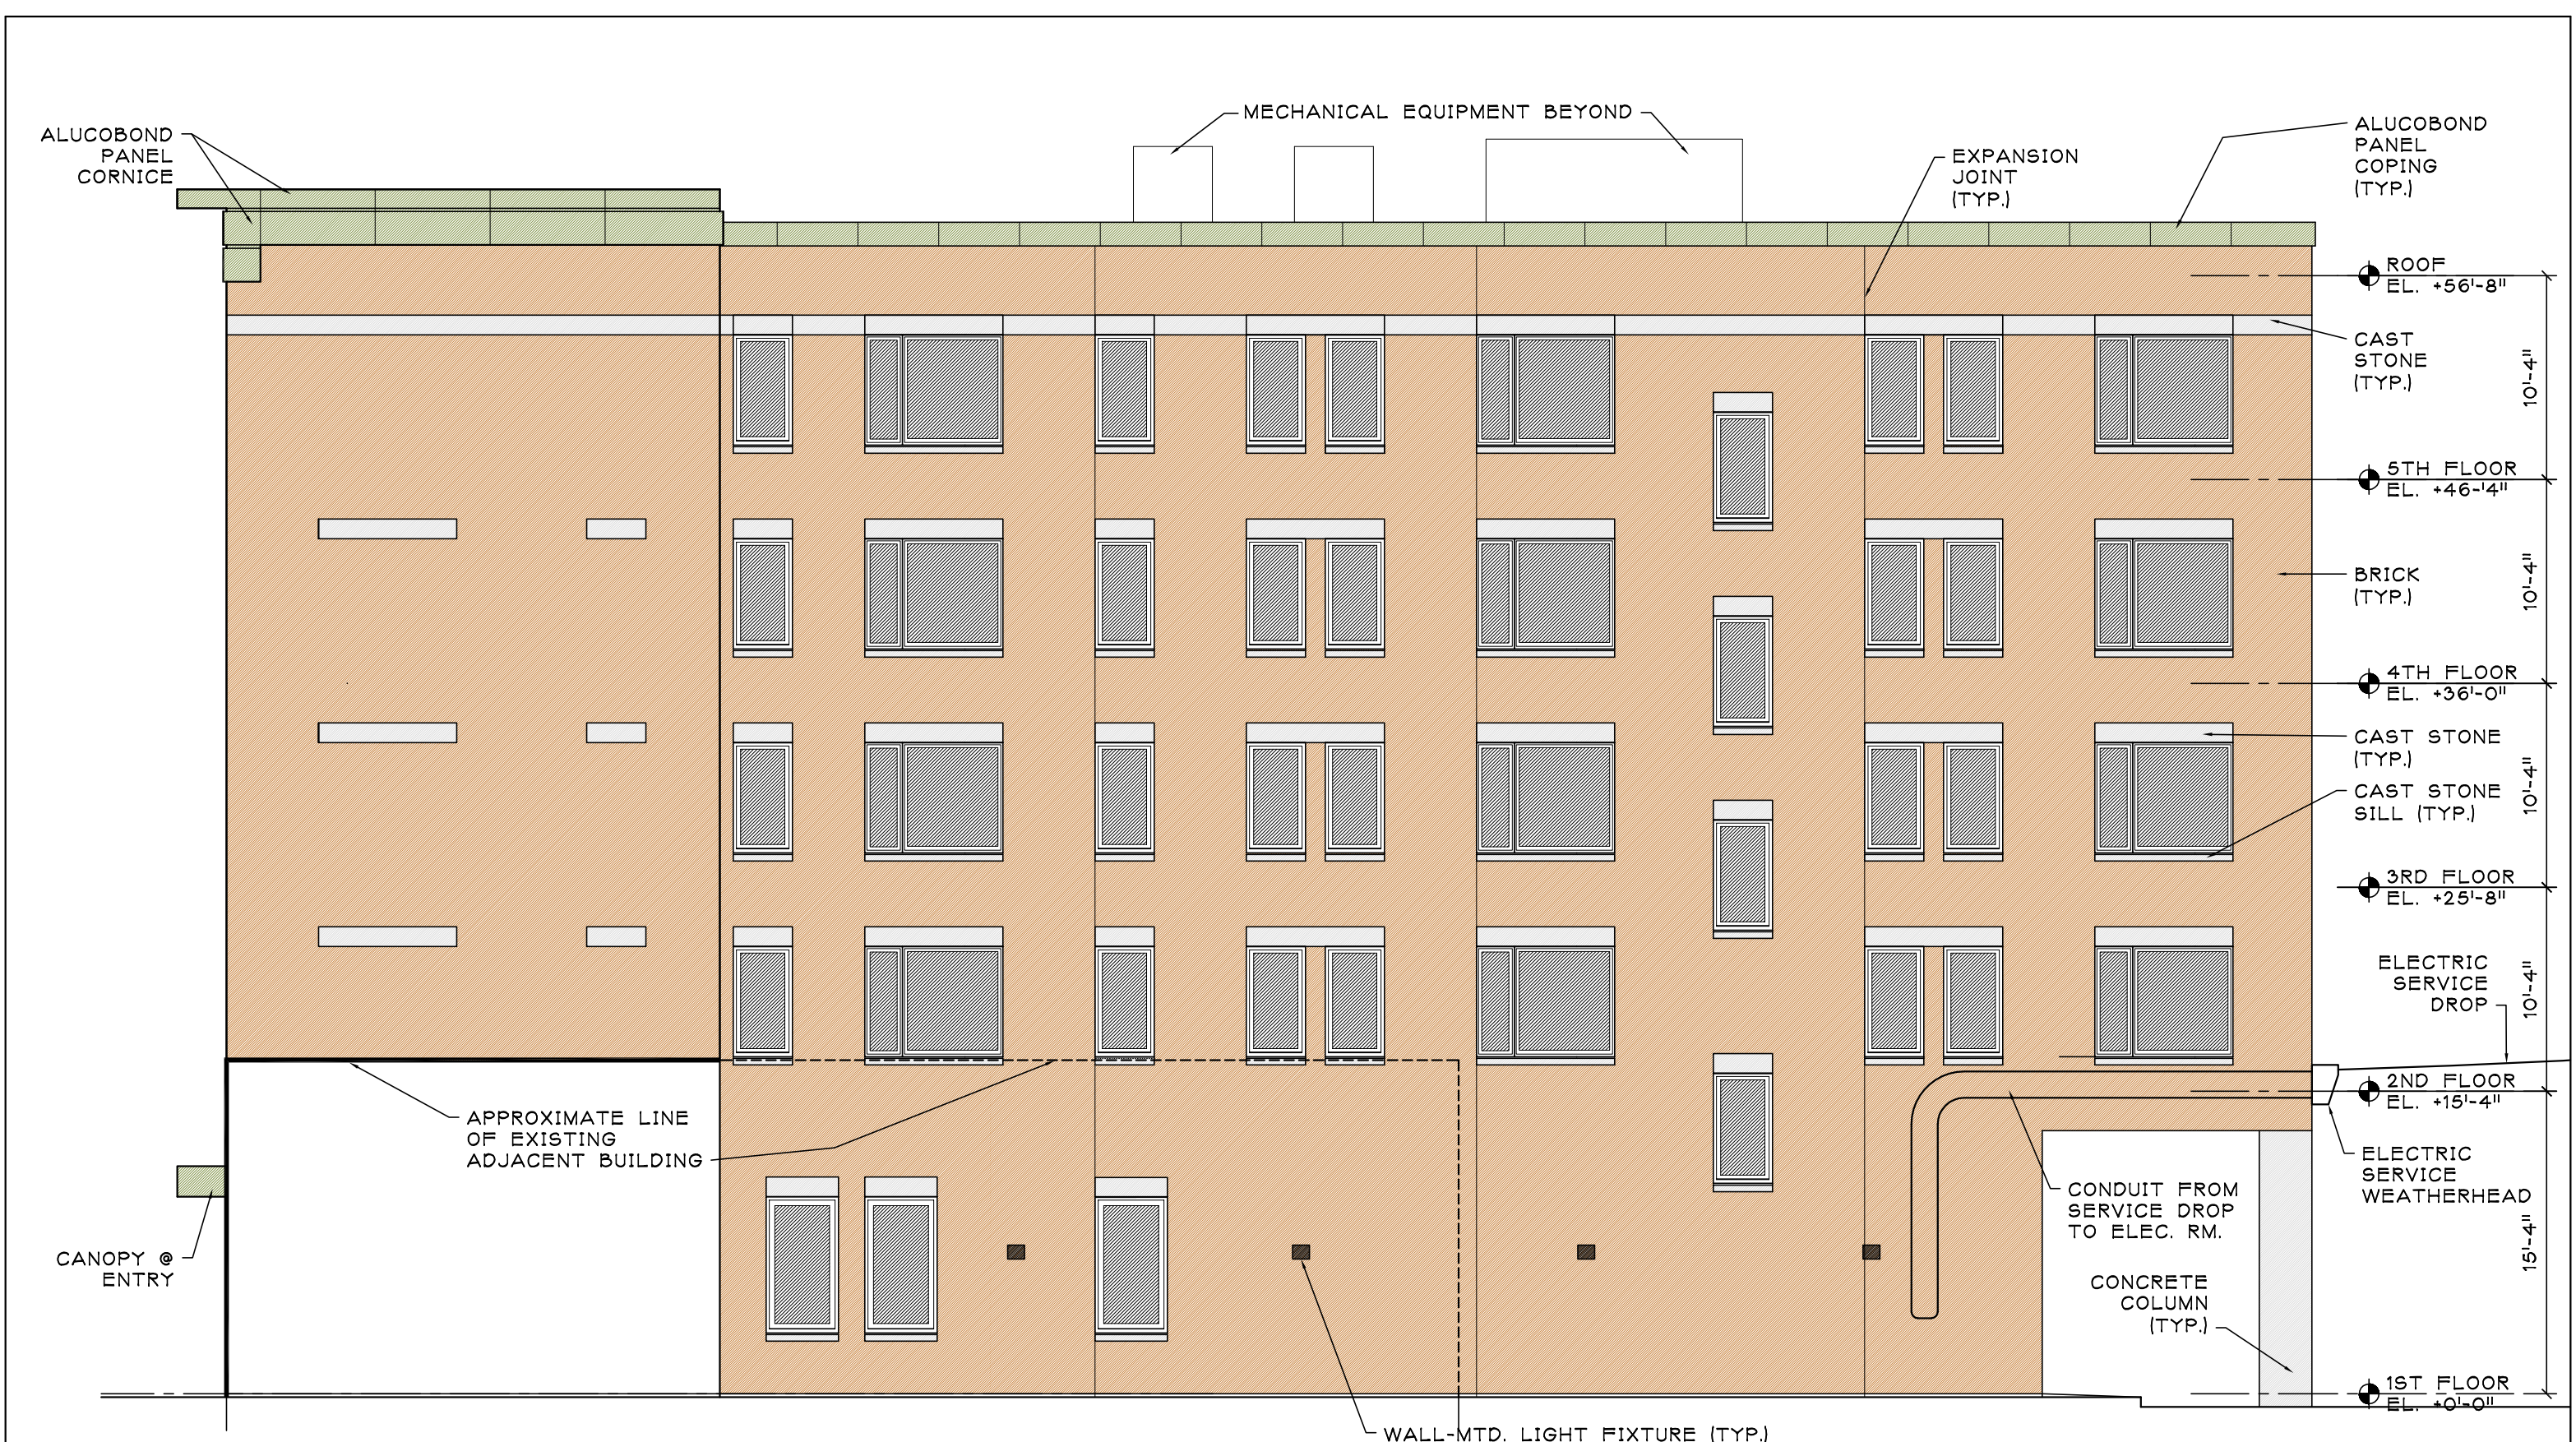 MECHANICAL EQUIPMENT BEYOND
ALUCOBOND
PANEL
CORNICE
EXPANSION
JOINT
(TYP.)
ALUCOBOND
PANEL
COPING
(TYP.)
ROOF
EL. +56'-8"
CAST
STONE
(TYP.)
10'-4"
5TH FLOOR
EL. +46-'4"
BRICK
(TYP.)
10'-4"
4TH FLOOR
EL. +36'-0"
CAST STONE
(TYP.)
CAST STONE
SILL (TYP.)
10'-4"
3RD FLOOR
EL. +25'-8"
ELECTRIC
SERVICE
DROP
10'-4"
2ND FLOOR
EL. +15'-4"
APPROXIMATE LINE
OF EXISTING
ADJACENT BUILDING
ELECTRIC
SERVICE
WEATHERHEAD
CONDUIT FROM
SERVICE DROP
TO ELEC. RM.
15'-4"
CANOPY @
ENTRY
CONCRETE
COLUMN
(TYP.)
1ST FLOOR
EL. +0'-0"
WALL-MTD. LIGHT FIXTURE (TYP.)